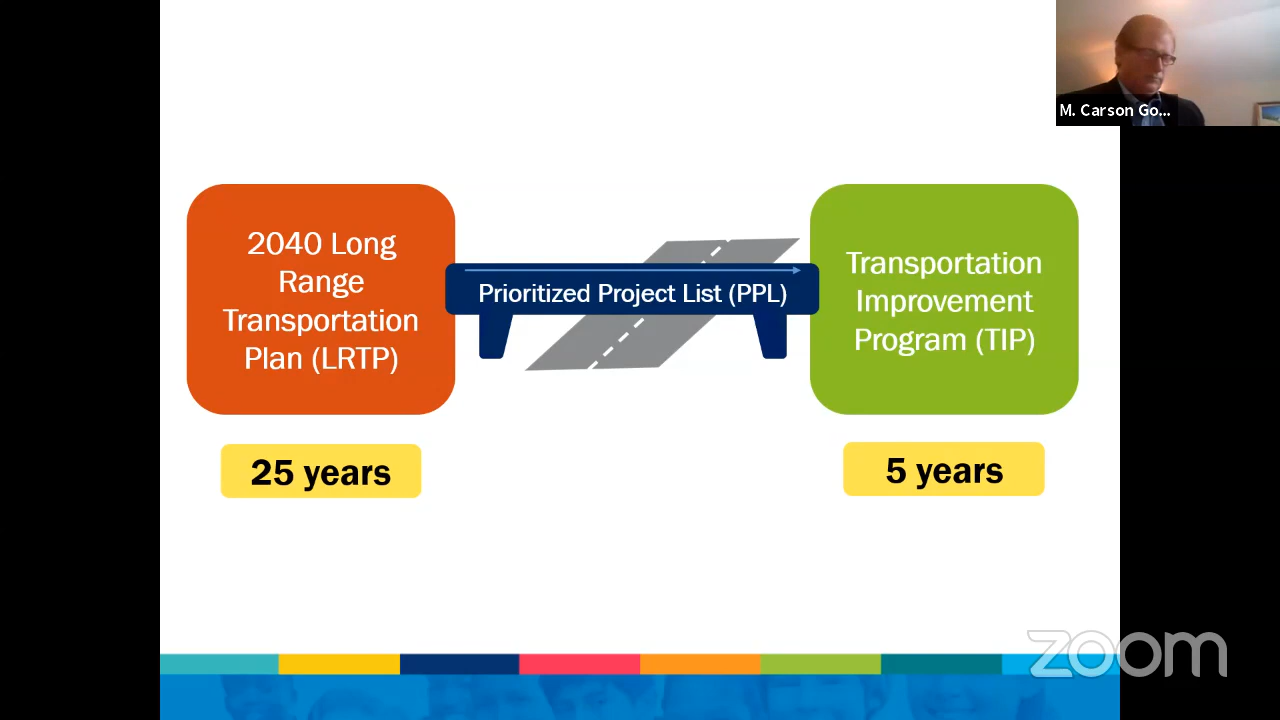 M. Carson Go...
2040 Long
Range
Transportation
Plan (LRTP)
Prioritized Project List (PPL)
Transportation
Improvement
Program (TIP)
25 years
5 years
zoom